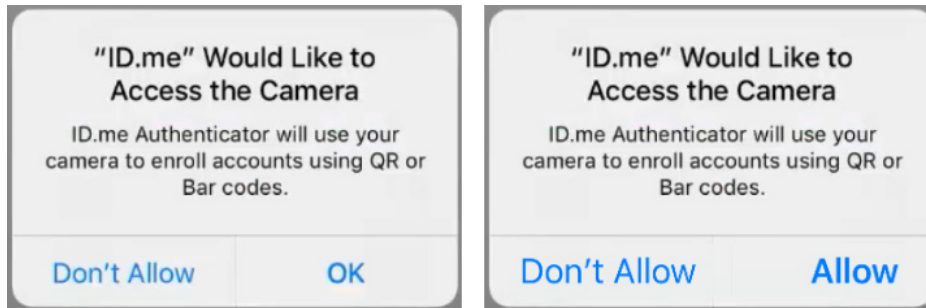 “ID.me” Would Like to
Access the Camera
ID.me Authenticator will use your
camera to enroll accounts using QR or
Bar codes.
Don’t Allow
OK
“ID.me” Would Like to
Access the Camera
ID.me Authenticator will use your
camera to enroll accounts using QR or
Bar codes.
Don’t Allow
Allow